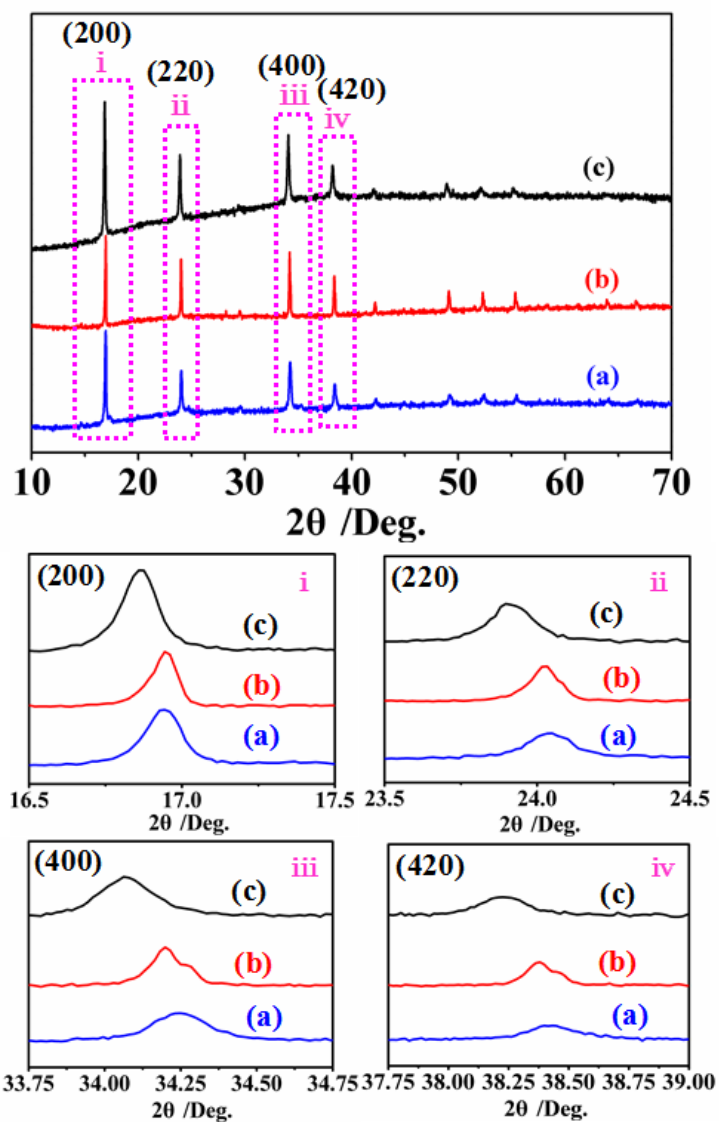 (200)
i
(220)
ii
(400)
iii
(420)
iv
(c)
(b)
(a)
10 20 30 40 50 60 70
2θ /Deg.
(200) i
(c)
(b)
(a)
16.5 17.0 17.5
2θ /Deg.
(220) ii
(c)
(b)
(a)
23.5 24.0 24.5
2θ /Deg.
(400) iii
(c)
(b)
(a)
33.75 34.00 34.25 34.50 34.75
2θ /Deg.
(420) iv
(c)
(b)
(a)
37.75 38.00 38.25 38.50 38.75 39.00
2θ /Deg.